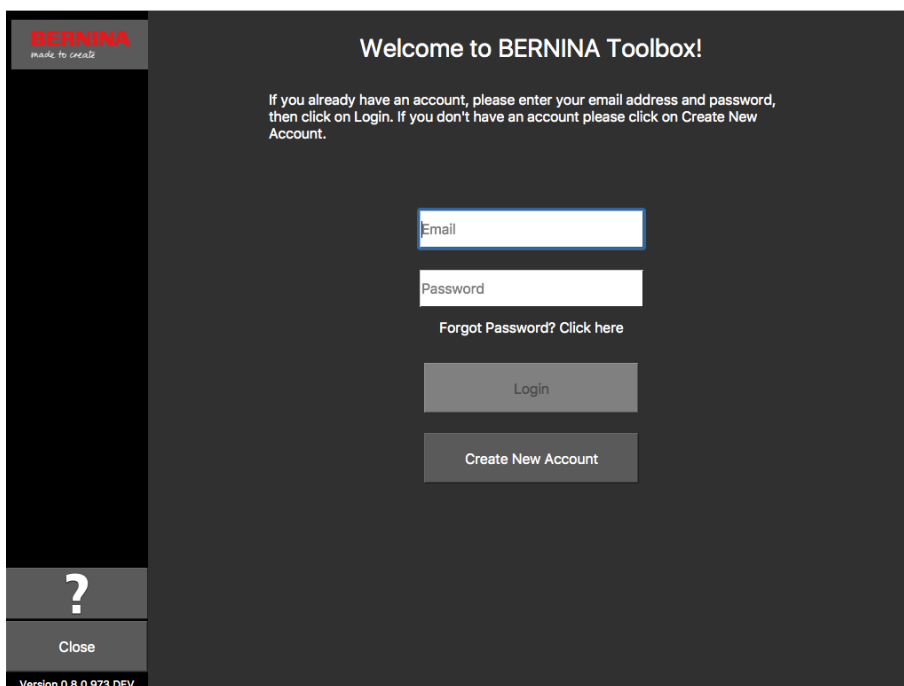 BERNINA
made to create
Welcome to BERNINA Toolbox!
If you already have an account, please enter your email address and password,
then click on Login. If you don't have an account please click on Create New
Account.
Email
Password
Forgot Password? Click here
Login
Create New Account
?
Close
Version 0.8.0.973 DEV